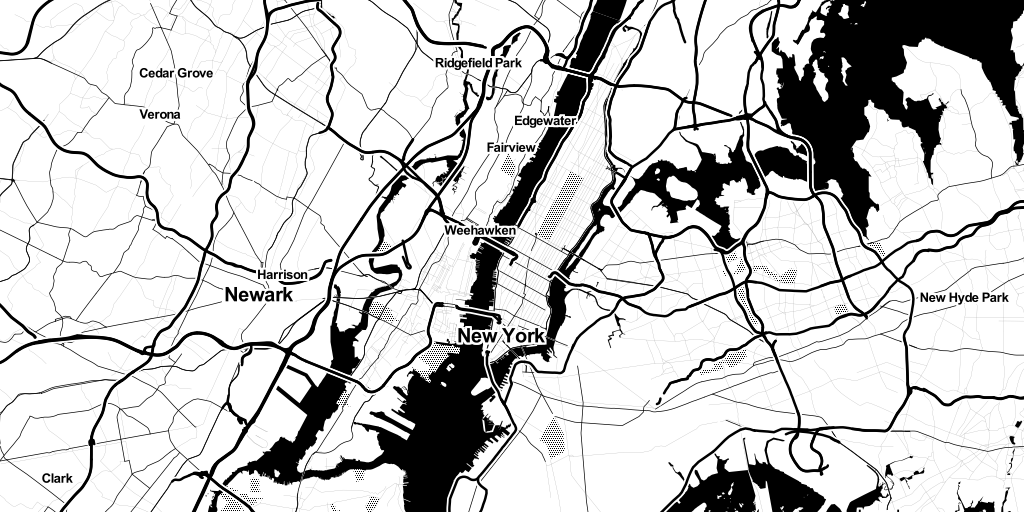 Ridgefield Park
Cedar Grove
Verona
Edgewater
Fairview
Weehawken
Harrison
Newark
New Hyde Park
New York
Clark